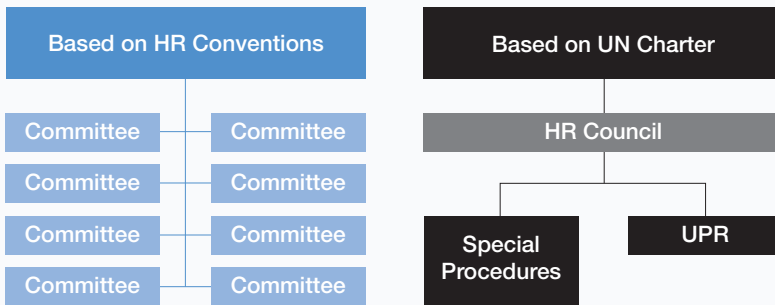 Based on HR Conventions
Committee
Committee
Committee
Committee
Committee
Committee
Committee
Committee
Based on UN Charter
HR Council
Special
Procedures
UPR